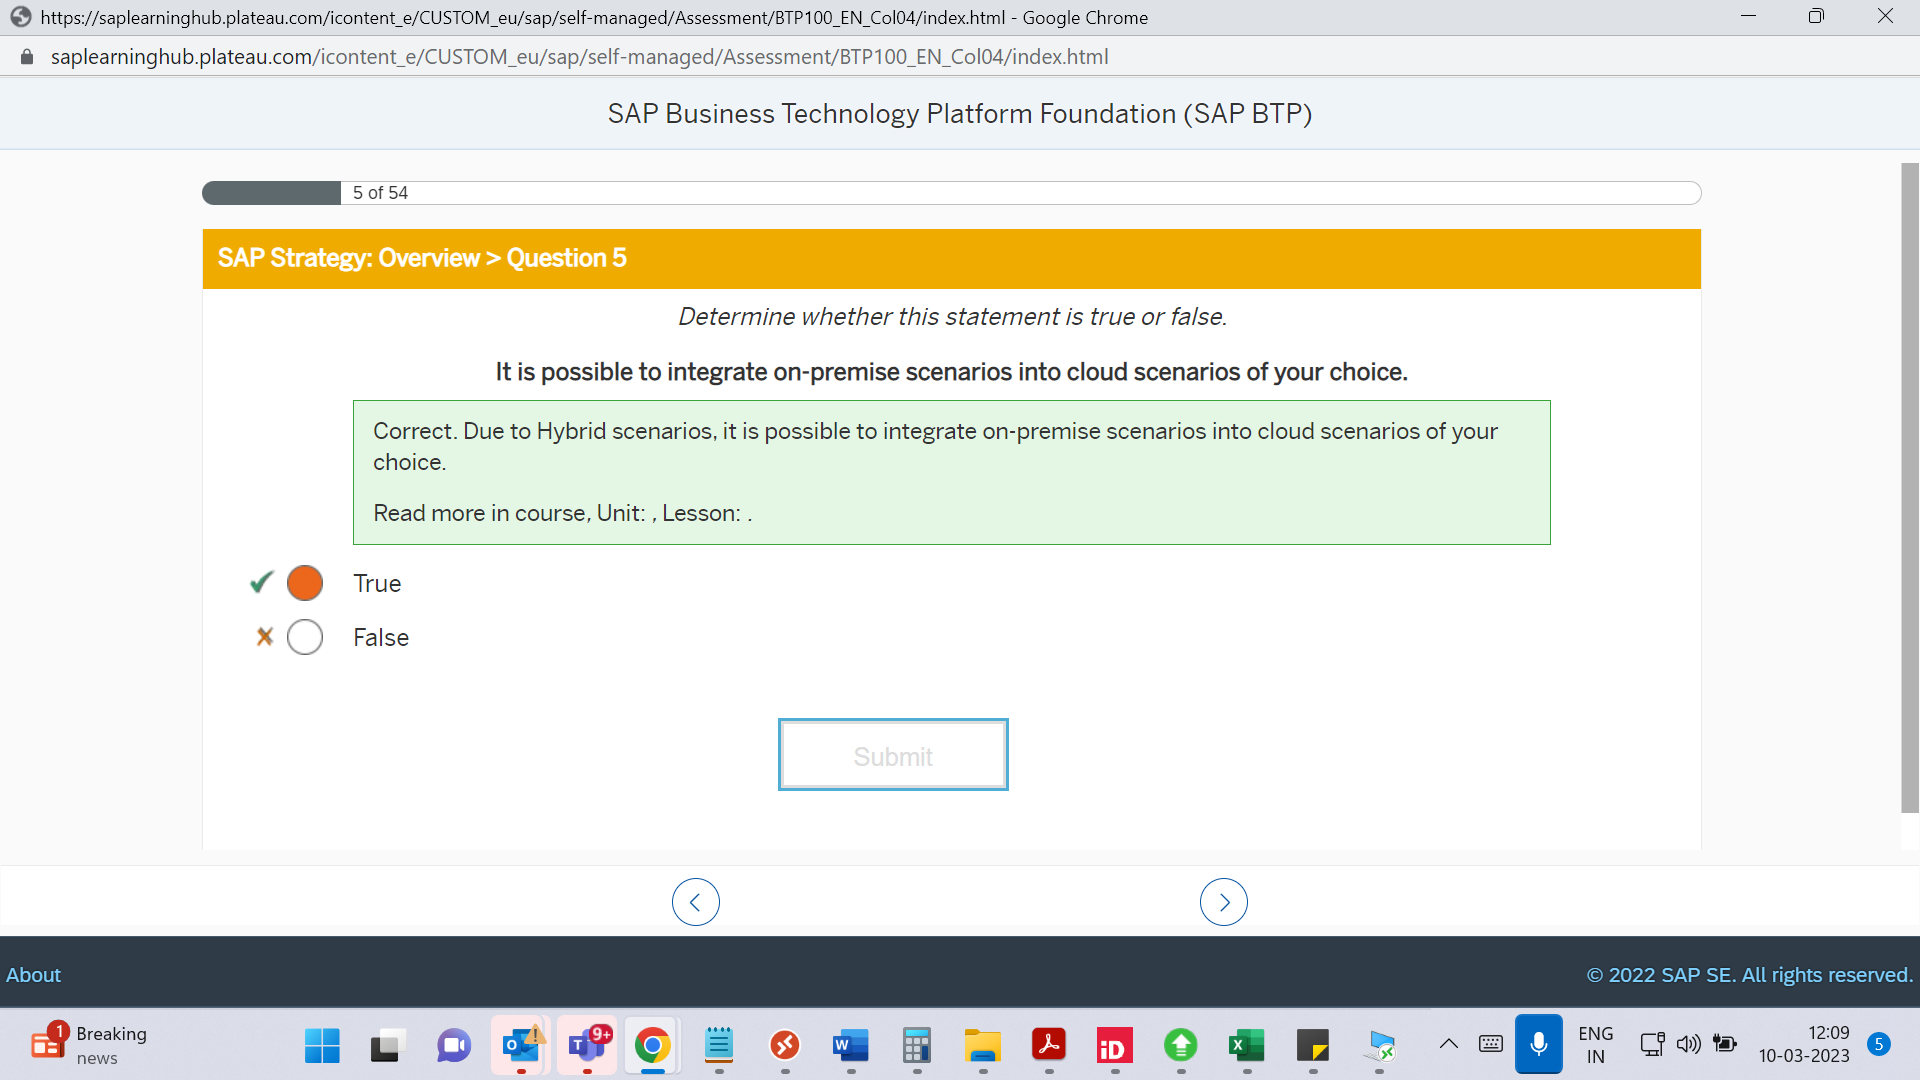 https://saplearninghub.plateau.com/icontent_e/CUSTOM_eu/sap/self-managed/Assessment/BTP100_EN_Col04/index.html - Google Chrome
saplearninghub.plateau.com/icontent_e/CUSTOM_eu/sap/self-managed/Assessment/BTP100_EN_Col04/index.html
SAP Business Technology Platform Foundation (SAP BTP)
5 of 54
SAP Strategy: Overview > Question 5
Determine whether this statement is true or false.
It is possible to integrate on-premise scenarios into cloud scenarios of your choice.
Correct. Due to Hybrid scenarios, it is possible to integrate on-premise scenarios into cloud scenarios of your
choice.
Read more in course, Unit: , Lesson: .
True
False
Submit
About
© 2022 SAP SE. All rights reserved.
1
Breaking
news
O
T
9+
W
iD
X
ENG
IN
12:09
10-03-2023
5